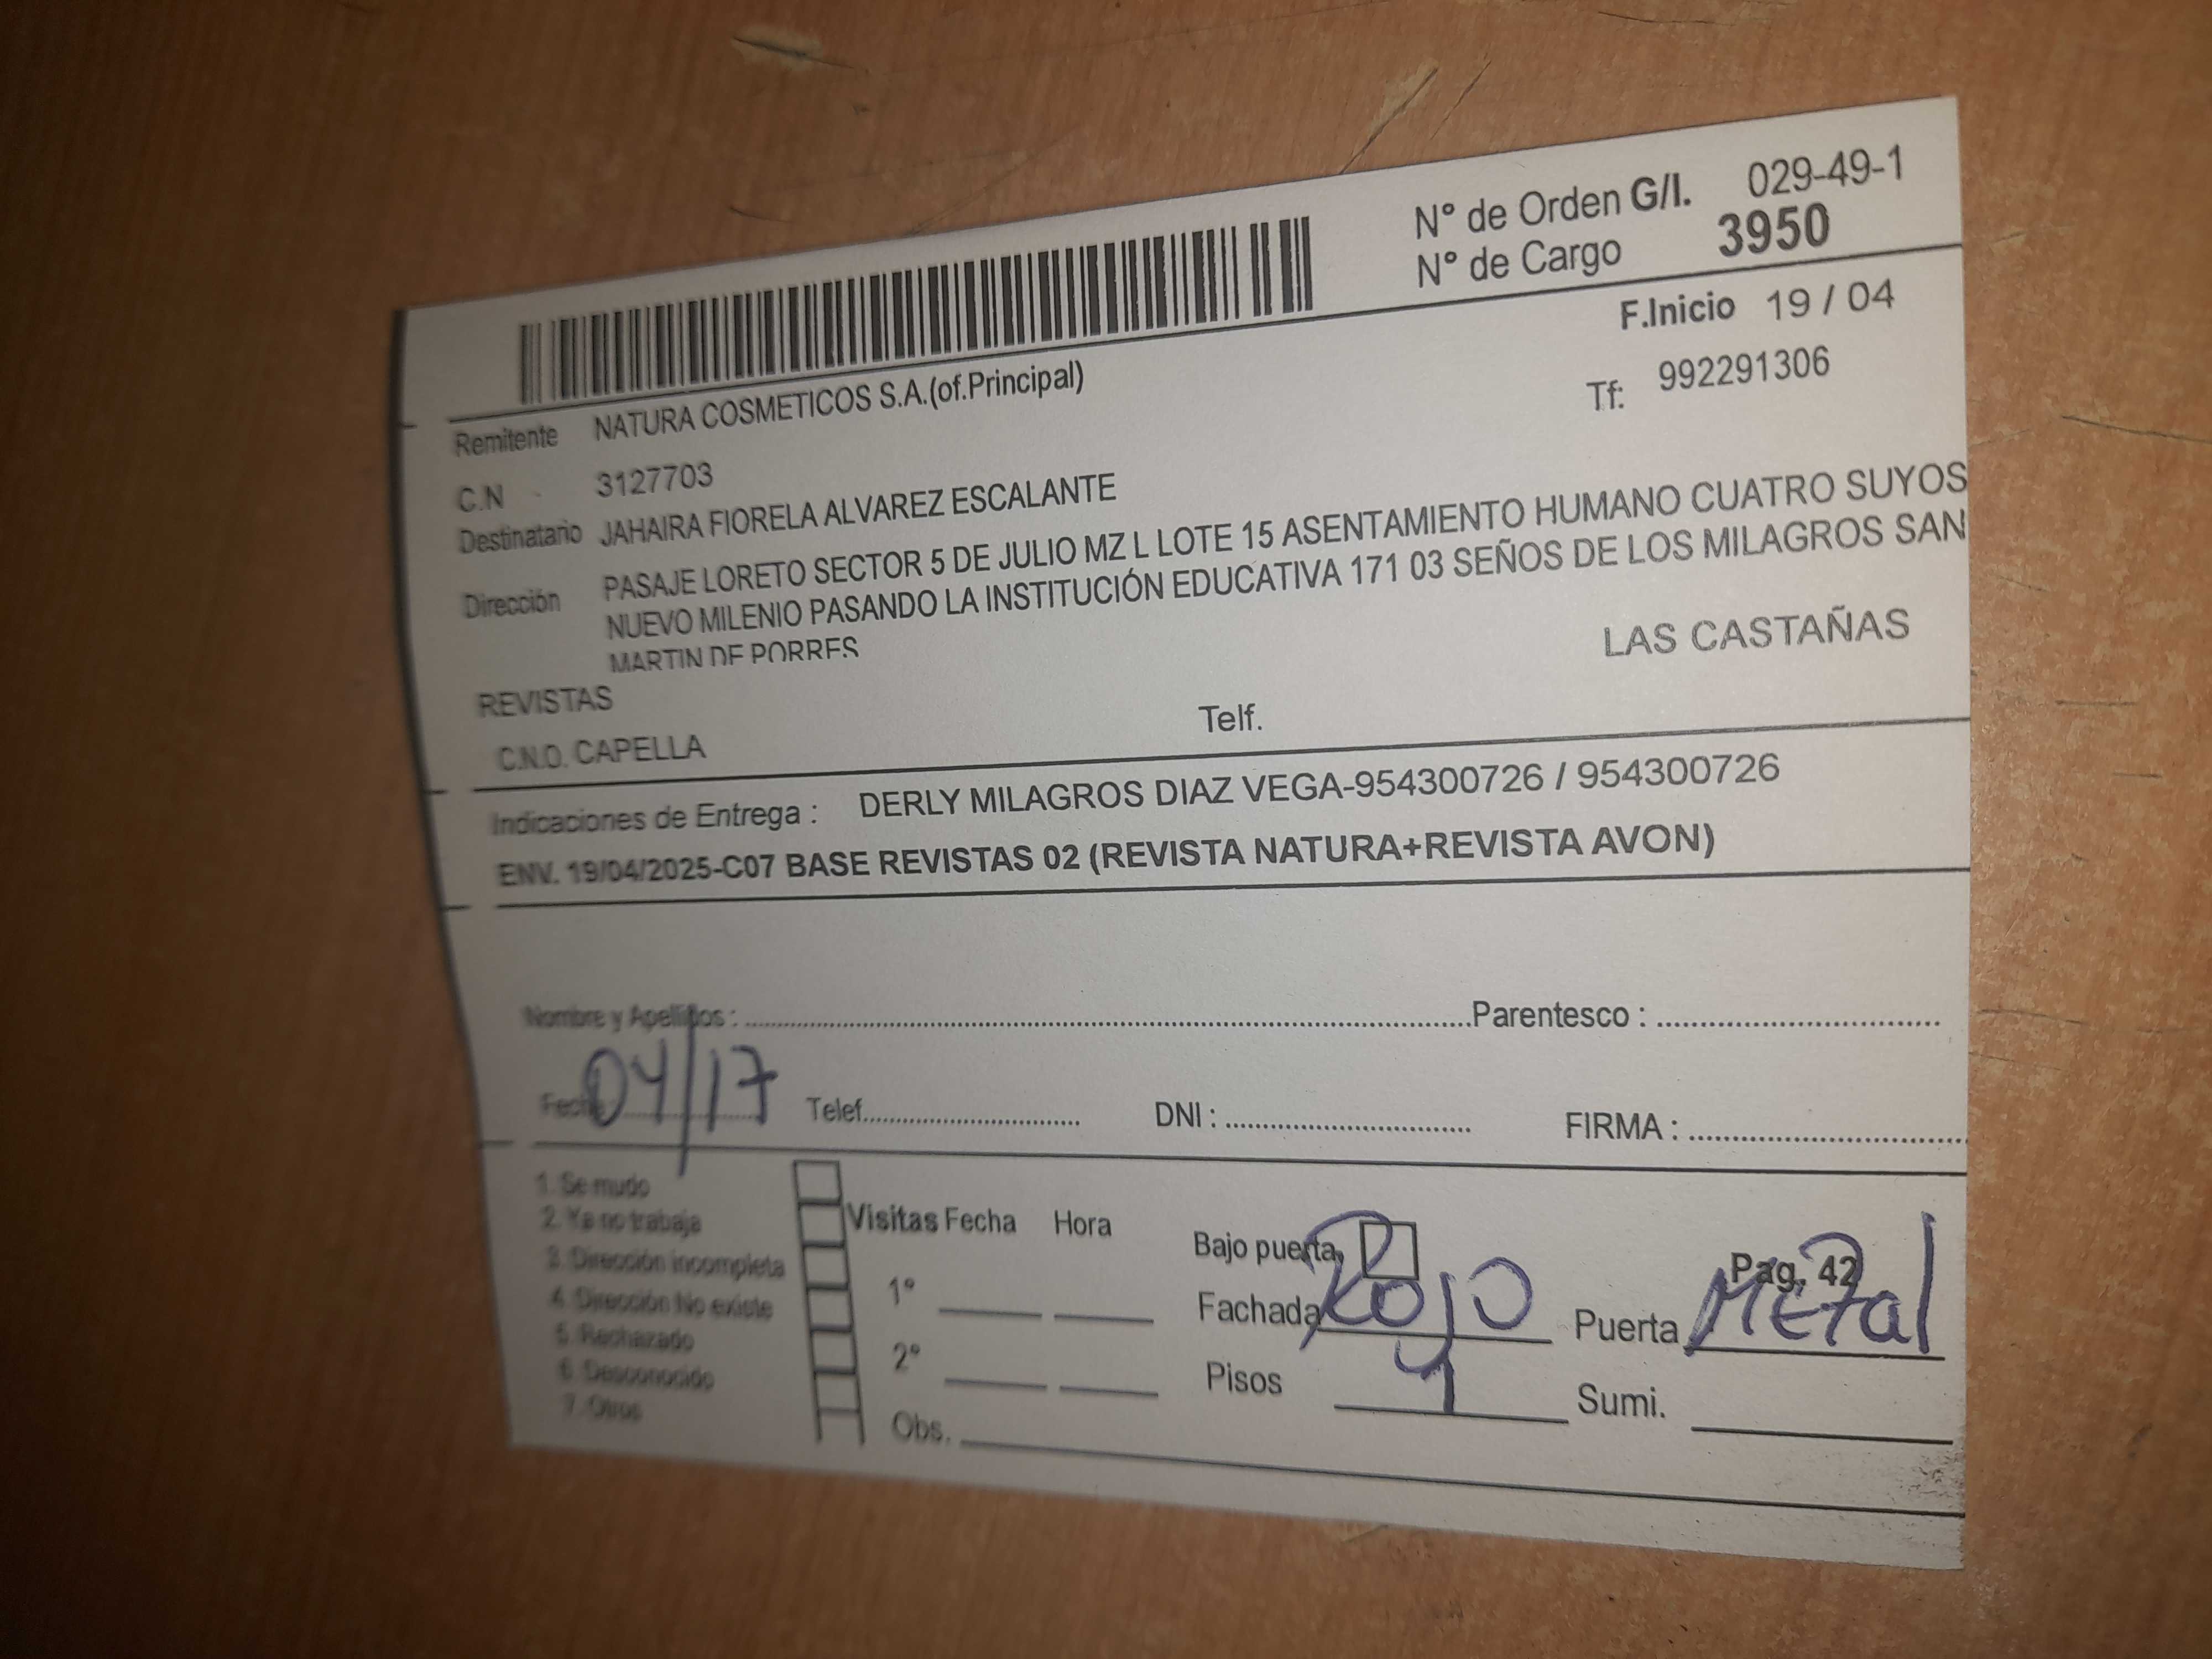 N° de Orden G/I. 029-49-1
N° de Cargo 3950
F.Inicio 19 / 04
Remitente NATURA COSMETICOS S.A.(of.Principal)
Tf: 992291306
C.N 3127703
Destinatario JAHAIRA FIORELA ALVAREZ ESCALANTE
Dirección PASAJE LORETO SECTOR 5 DE JULIO MZ L LOTE 15 ASENTAMIENTO HUMANO CUATRO SUYOS
NUEVO MILENIO PASANDO LA INSTITUCIÓN EDUCATIVA 171 03 SEÑOS DE LOS MILAGROS SAN
MARTIN DE PORRES
LAS CASTAÑAS
REVISTAS
C.N.O. CAPELLA Telf.
Indicaciones de Entrega : DERLY MILAGROS DIAZ VEGA-954300726 / 954300726
ENV. 19/04/2025-C07 BASE REVISTAS 02 (REVISTA NATURA+REVISTA AVON)
Nombre y Apellidos : Parentesco :
Fecha 04/17 Telef. DNI : FIRMA :
1. Se mudo
2. Ya no trabaja
3. Dirección incompleta
4. Dirección No existe
5. Rechazado
6. Desconocido
7. Otros
Visitas Fecha Hora
1°
2°
Obs.
Bajo puerta Pag. 42
Fachada Rojo Puerta Metal
Pisos 1 Sumi.